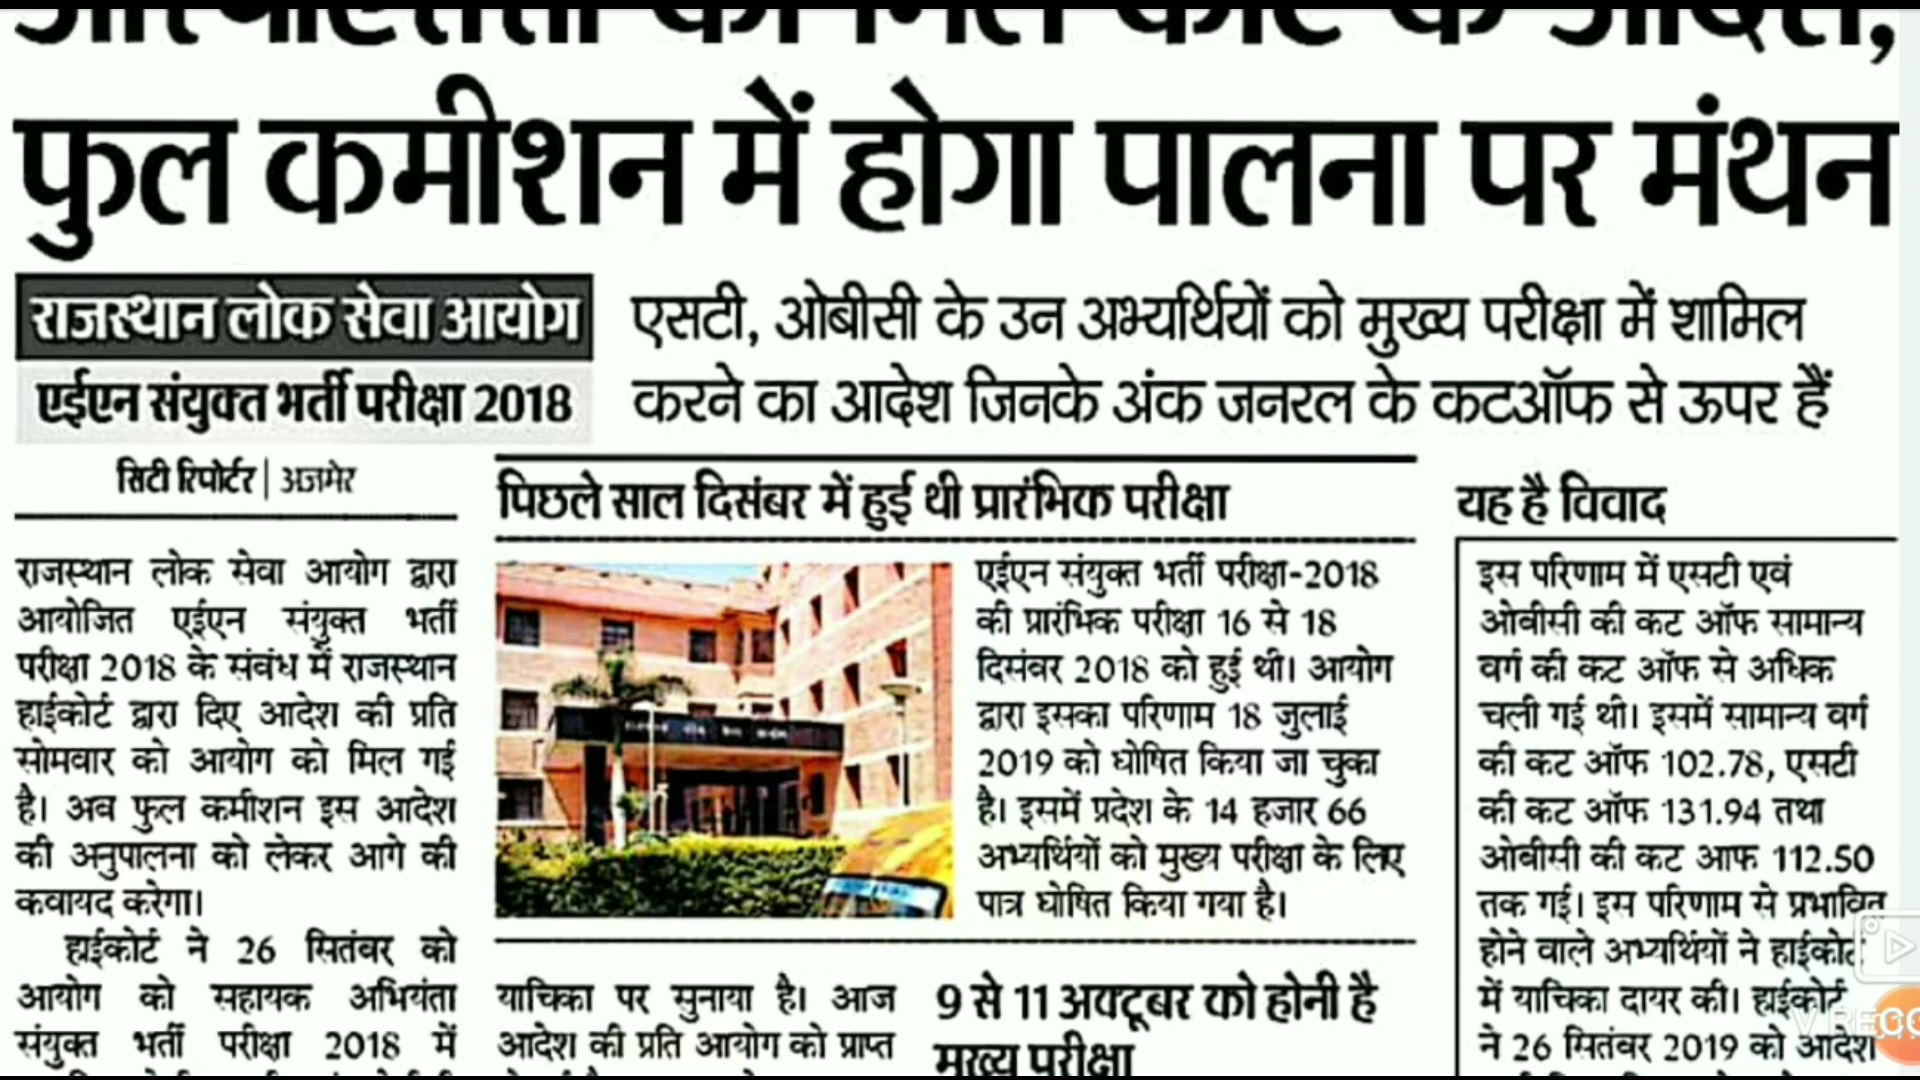 आरपीएससी को मिले कोर्ट के आदेश,
फुल कमीशन में होगा पालना पर मंथन
राजस्थान लोक सेवा आयोग
एईएन संयुक्त भर्ती परीक्षा 2018
एसटी, ओबीसी के उन अभ्यर्थियों को मुख्य परीक्षा में शामिल
करने का आदेश जिनके अंक जनरल के कटऑफ से ऊपर हैं
सिटी रिपोर्टर | अजमेर
राजस्थान लोक सेवा आयोग द्वारा
आयोजित एईएन संयुक्त भर्ती
परीक्षा 2018 के संबंध में राजस्थान
हाईकोर्ट द्वारा दिए आदेश की प्रति
सोमवार को आयोग को मिल गई
है। अब फुल कमीशन इस आदेश
की अनुपालना को लेकर आगे की
कवायद करेगा।
हाईकोर्ट ने 26 सितंबर को
आयोग को सहायक अभियंता
संयुक्त भर्ती परीक्षा 2018 में
पिछले साल दिसंबर में हुई थी प्रारंभिक परीक्षा
एईएन संयुक्त भर्ती परीक्षा-2018
की प्रारंभिक परीक्षा 16 से 18
दिसंबर 2018 को हुई थी। आयोग
द्वारा इसका परिणाम 18 जुलाई
2019 को घोषित किया जा चुका
है। इसमें प्रदेश के 14 हजार 66
अभ्यर्थियों को मुख्य परीक्षा के लिए
पात्र घोषित किया गया है।
याचिका पर सुनाया है। आज
आदेश की प्रति आयोग को प्राप्त
9 से 11 अक्टूबर को होनी है
मुख्य परीक्षा
यह है विवाद
इस परिणाम में एसटी एवं
ओबीसी की कट ऑफ सामान्य
वर्ग की कट ऑफ से अधिक
चली गई थी। इसमें सामान्य वर्ग
की कट ऑफ 102.78, एसटी
की कट ऑफ 131.94 तथा
ओबीसी की कट आफ 112.50
तक गई। इस परिणाम से प्रभावित
होने वाले अभ्यर्थियों ने हाईकोर्ट
में याचिका दायर की। हाईकोर्ट
ने 26 सितंबर 2019 को आदेश